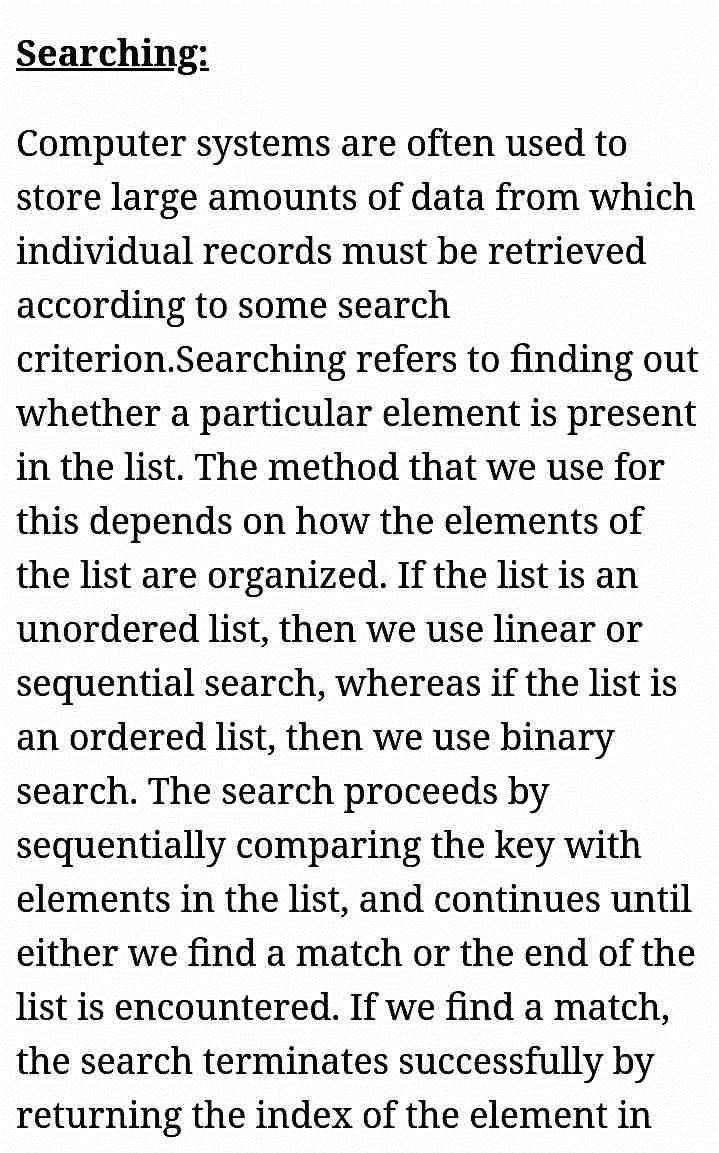 Searching:
Computer systems are often used to
store large amounts of data from which
individual records must be retrieved
according to some search
criterion.Searching refers to finding out
whether a particular element is present
in the list. The method that we use for
this depends on how the elements of
the list are organized. If the list is an
unordered list, then we use linear or
sequential search, whereas if the list is
an ordered list, then we use binary
search. The search proceeds by
sequentially comparing the key with
elements in the list, and continues until
either we find a match or the end of the
list is encountered. If we find a match,
the search terminates successfully by
returning the index of the element in